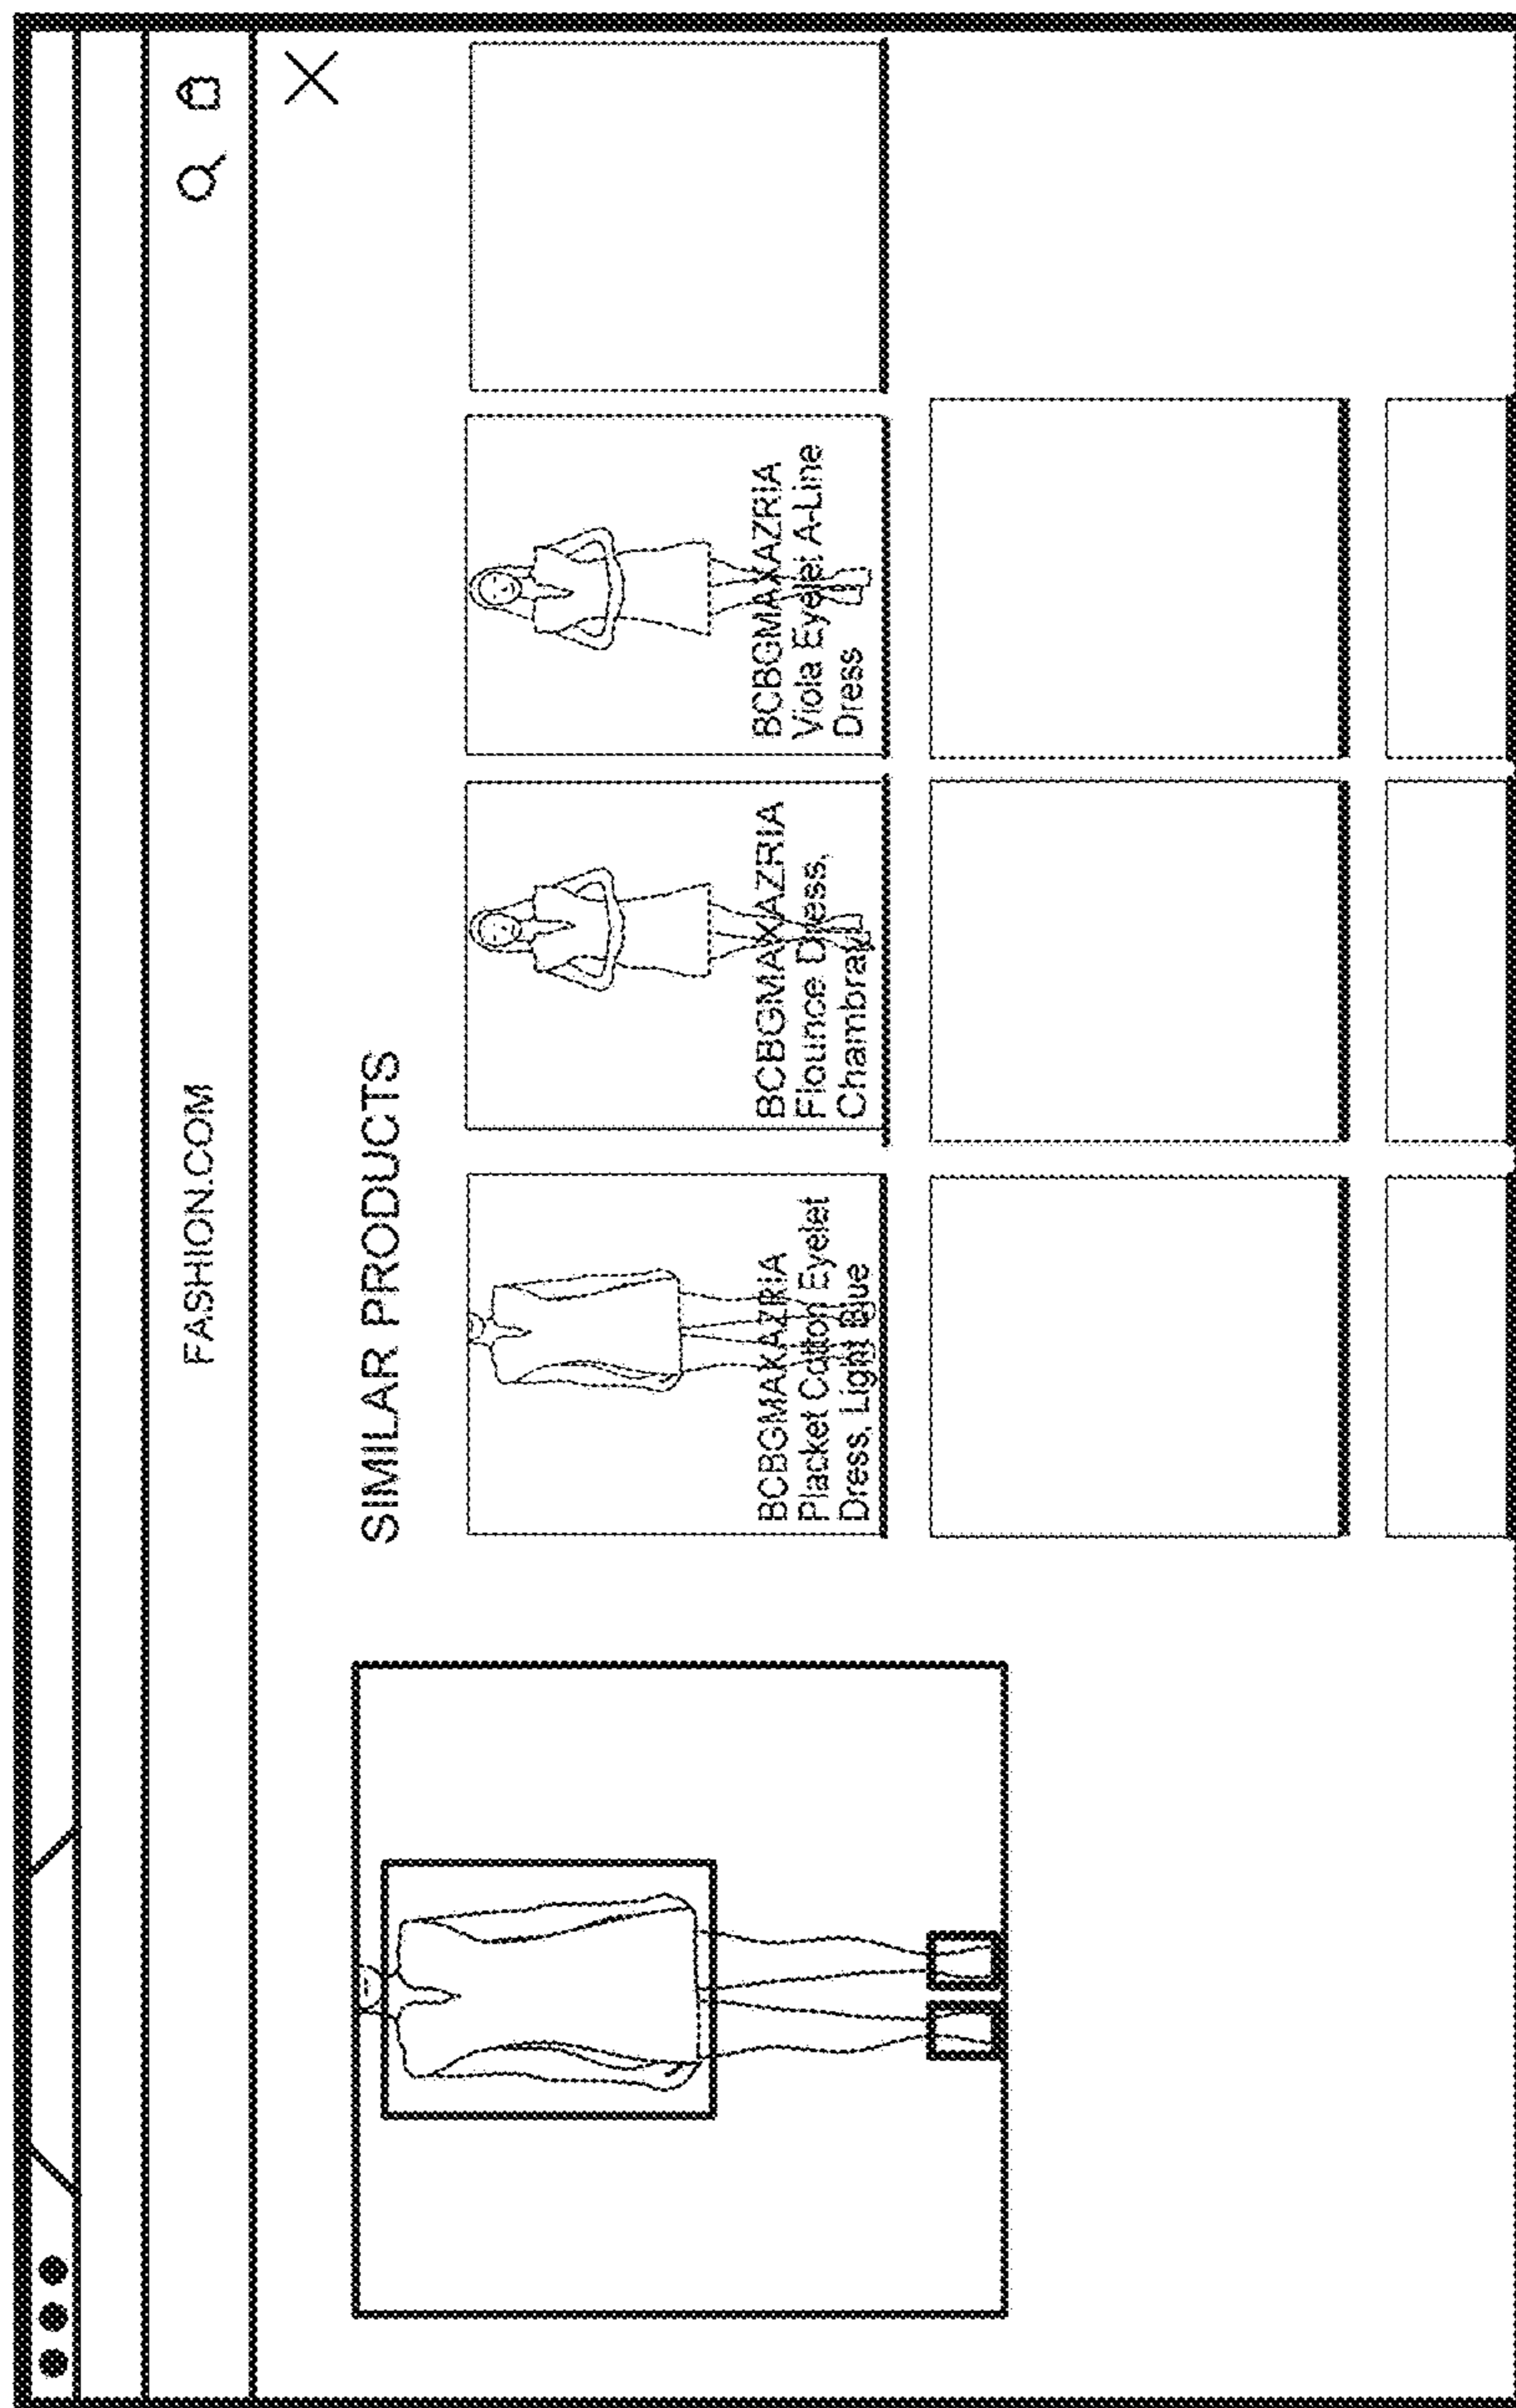 FASHION.COM
SIMILAR PRODUCTS
BCBGMAXAZRIA
Placket Cotton Eyelet
Dress, Light Blue
BCBGMAXAZRIA
Flounce Dress,
Chambray
BCBGMAXAZRIA
Viola Eyelet A-Line
Dress